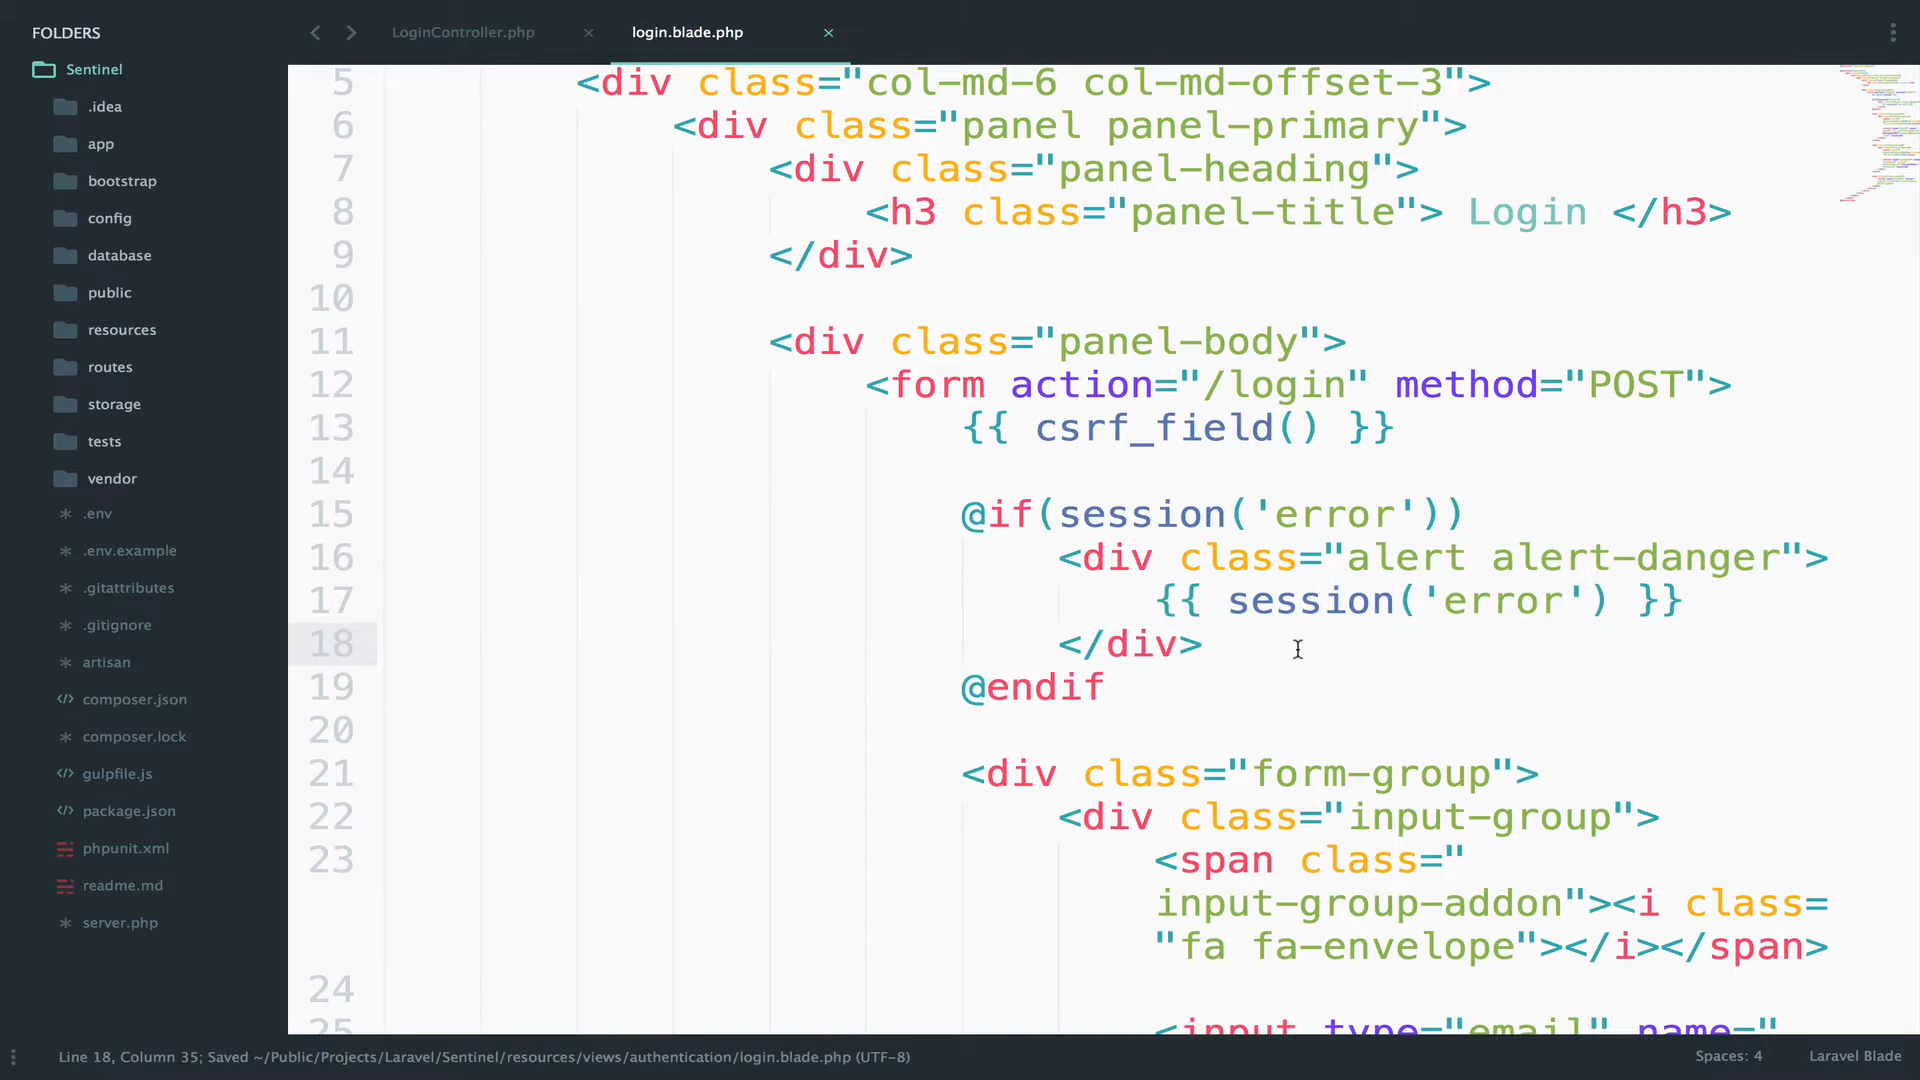 FOLDERS
Sentinel
.idea
app
bootstrap
config
database
public
resources
routes
storage
tests
vendor
.env
.env.example
.gitattributes
.gitignore
artisan
composer.json
composer.lock
gulpfile.js
package.json
phpunit.xml
readme.md
server.php
LoginController.php
login.blade.php
5 <div class="col-md-6 col-md-offset-3">
6 <div class="panel panel-primary">
7 <div class="panel-heading">
8 <h3 class="panel-title"> Login </h3>
9 </div>
10
11 <div class="panel-body">
12 <form action="/login" method="POST">
13 {{ csrf_field() }}
14
15 @if(session('error'))
16 <div class="alert alert-danger">
17 {{ session('error') }}
18 </div>
19 @endif
20
21 <div class="form-group">
22 <div class="input-group">
23 <span class="
input-group-addon"><i class=
"fa fa-envelope"></i></span>
24
25 <input type="email" name="
Line 18, Column 35; Saved ~/Public/Projects/Laravel/Sentinel/resources/views/authentication/login.blade.php (UTF-8)
Spaces: 4
Laravel Blade